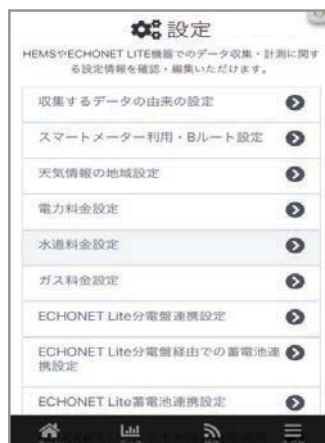 設定
HEMSやECHONET LITE機器でのデータ収集・計測に関す
る設定情報を確認・編集いただけます。
収集するデータの由来の設定
スマートメーター利用・Bルート設定
天気情報の地域設定
電力料金設定
水道料金設定
ガス料金設定
ECHONET Lite分電盤連携設定
ECHONET Lite分電盤経由での蓄電池連
携設定
ECHONET Lite蓄電池連携設定